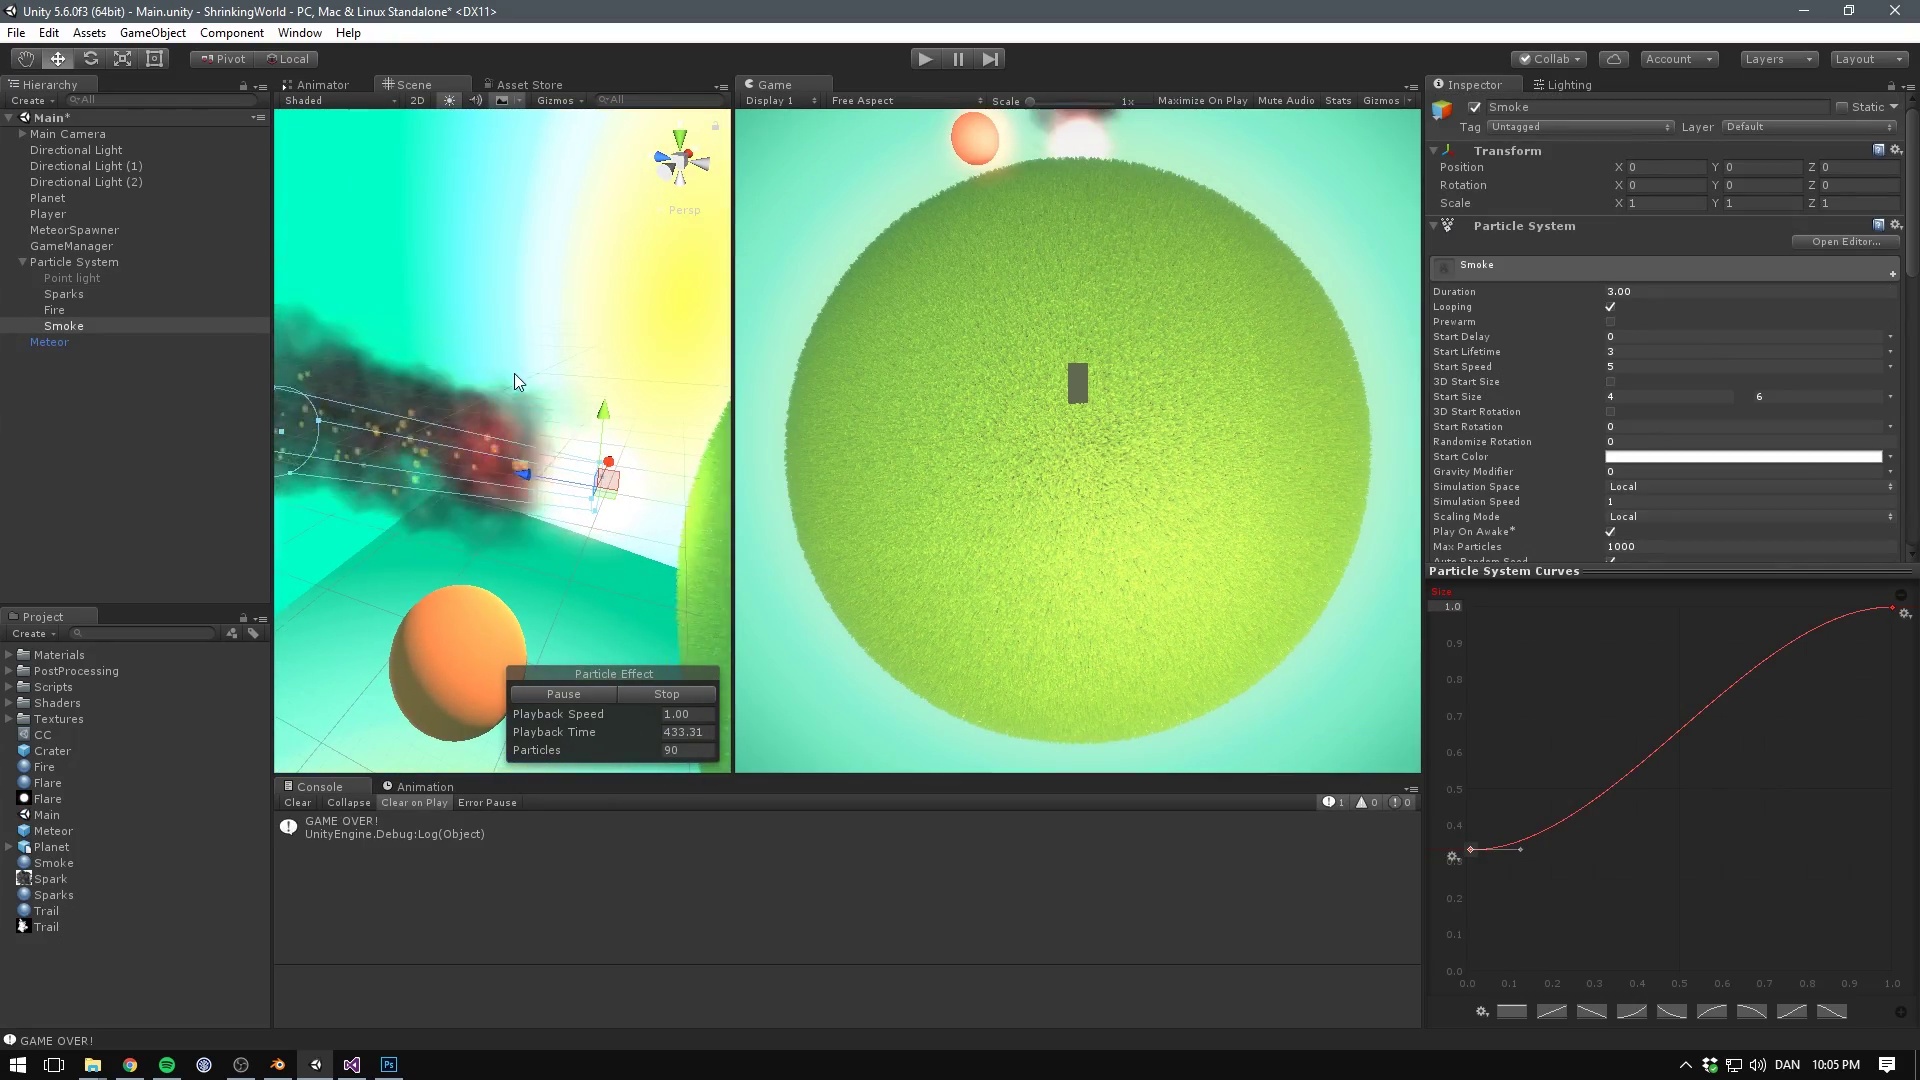 Unity 5.6.0f3 (64bit) - Main.unity - ShrinkingWorld - PC, Mac & Linux Standalone* <DX11>
File Edit Assets GameObject Component Window Help
Pivot Local Collab Account Layers Layout
Hierarchy
Create All
Main*
Main Camera
Directional Light
Directional Light (1)
Directional Light (2)
Planet
Player
MeteorSpawner
GameManager
Particle System
Point light
Sparks
Fire
Smoke
Meteor
Animator Scene Asset Store
Shaded 2D Gizmos All
Persp
Particle Effect
Pause Stop
Playback Speed 1.00
Playback Time 433.31
Particles 90
Game
Display 1 Free Aspect Scale 1x Maximize On Play Mute Audio Stats Gizmos
Inspector Lighting
Smoke Static
Tag Untagged Layer Default
Transform
Position X 0 Y 0 Z 0
Rotation X 0 Y 0 Z 0
Scale X 1 Y 1 Z 1
Particle System
Open Editor...
Smoke
Duration 3.00
Looping
Prewarm
Start Delay 0
Start Lifetime 3
Start Speed 5
3D Start Size
Start Size 4 6
3D Start Rotation
Start Rotation 0
Randomize Rotation 0
Start Color
Gravity Modifier 0
Simulation Space Local
Simulation Speed 1
Scaling Mode Local
Play On Awake*
Max Particles 1000
Auto Random Seed
Particle System Curves
Size
1.0
0.9
0.8
0.7
0.6
0.5
0.4
0.3
0.2
0.1
0.0
0.0 0.1 0.2 0.3 0.4 0.5 0.6 0.7 0.8 0.9 1.0
Project
Create
Materials
PostProcessing
Scripts
Shaders
Textures
CC
Crater
Fire
Flare
Flare
Main
Meteor
Planet
Smoke
Spark
Sparks
Trail
Trail
Console Animation
Clear Collapse Clear on Play Error Pause 1 0 0
GAME OVER!
UnityEngine.Debug:Log(Object)
GAME OVER!
Ps
DAN 10:05 PM